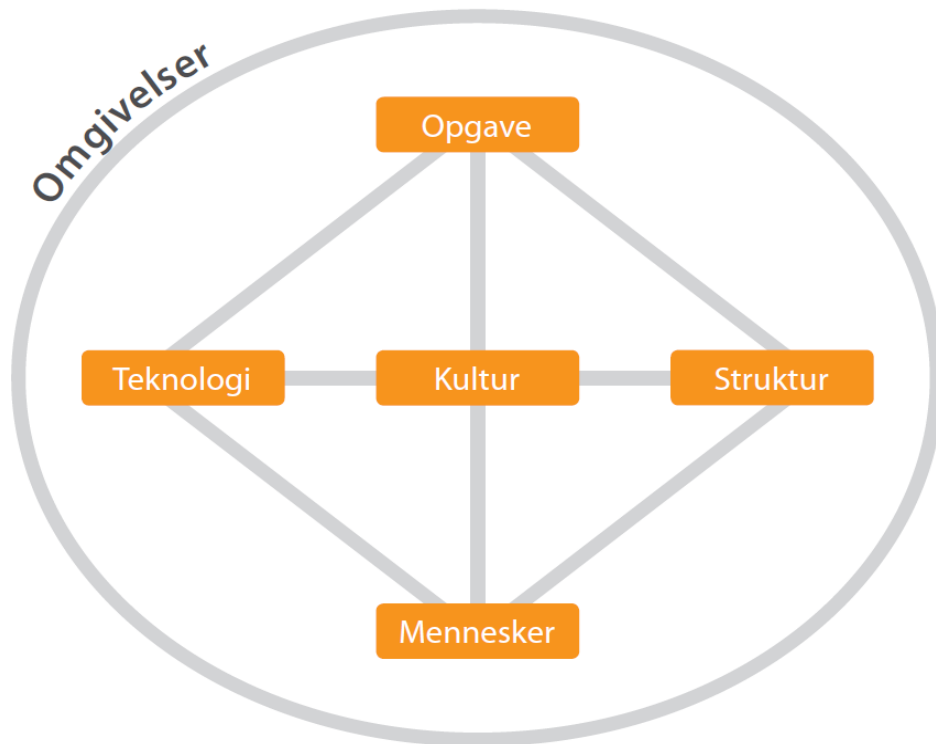 Omgivelser
Opgave
Teknologi
Kultur
Struktur
Mennesker